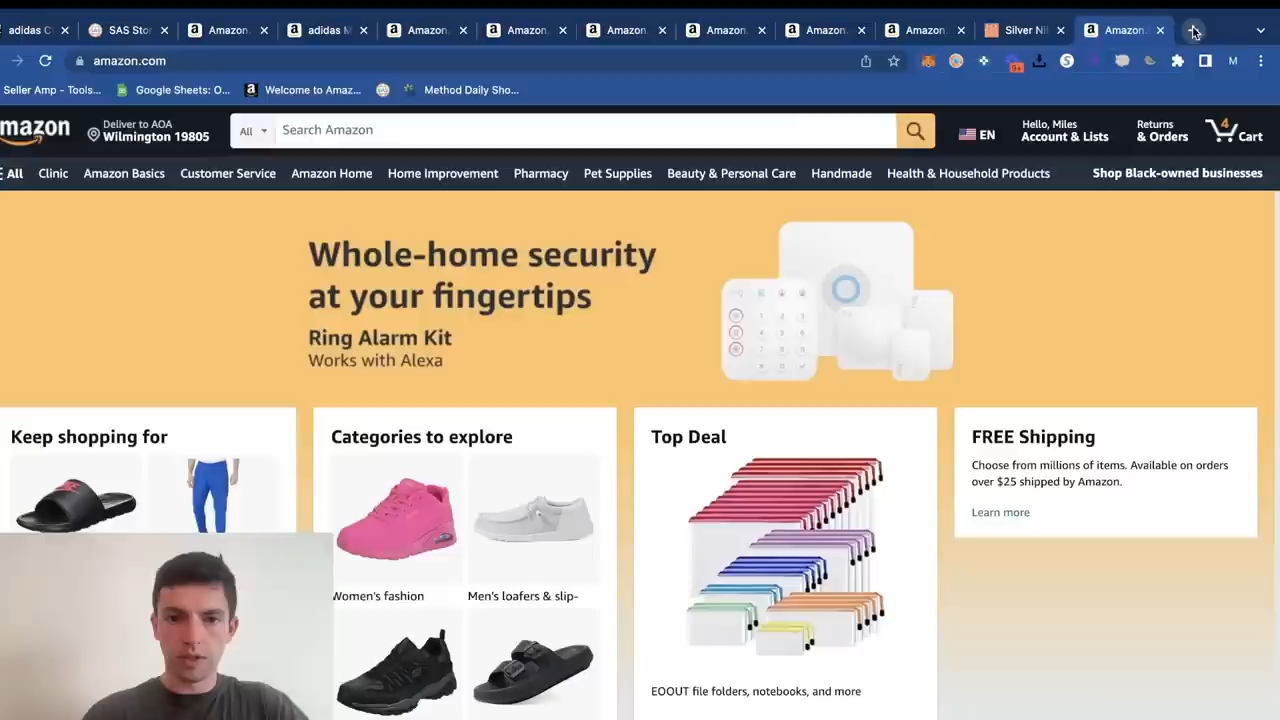 adidas C
SAS Stor
Amazon.
adidas M
Amazon.
Amazon.
Amazon.
Amazon.
Amazon.
Amazon.
Silver Nil
Amazon.
amazon.com
9+
M
Seller Amp - Tools...
Google Sheets: O...
Welcome to Amaz...
Method Daily Sho...
mazon
Deliver to AOA
Wilmington 19805
All
Search Amazon
EN
Hello, Miles
Account & Lists
Returns
& Orders
4
Cart
All
Clinic
Amazon Basics
Customer Service
Amazon Home
Home Improvement
Pharmacy
Pet Supplies
Beauty & Personal Care
Handmade
Health & Household Products
Shop Black-owned businesses
Whole-home security
at your fingertips
Ring Alarm Kit
Works with Alexa
Keep shopping for
Categories to explore
Women's fashion
Men's loafers & slip-
Top Deal
EOOUT file folders, notebooks, and more
FREE Shipping
Choose from millions of items. Available on orders
over $25 shipped by Amazon.
Learn more